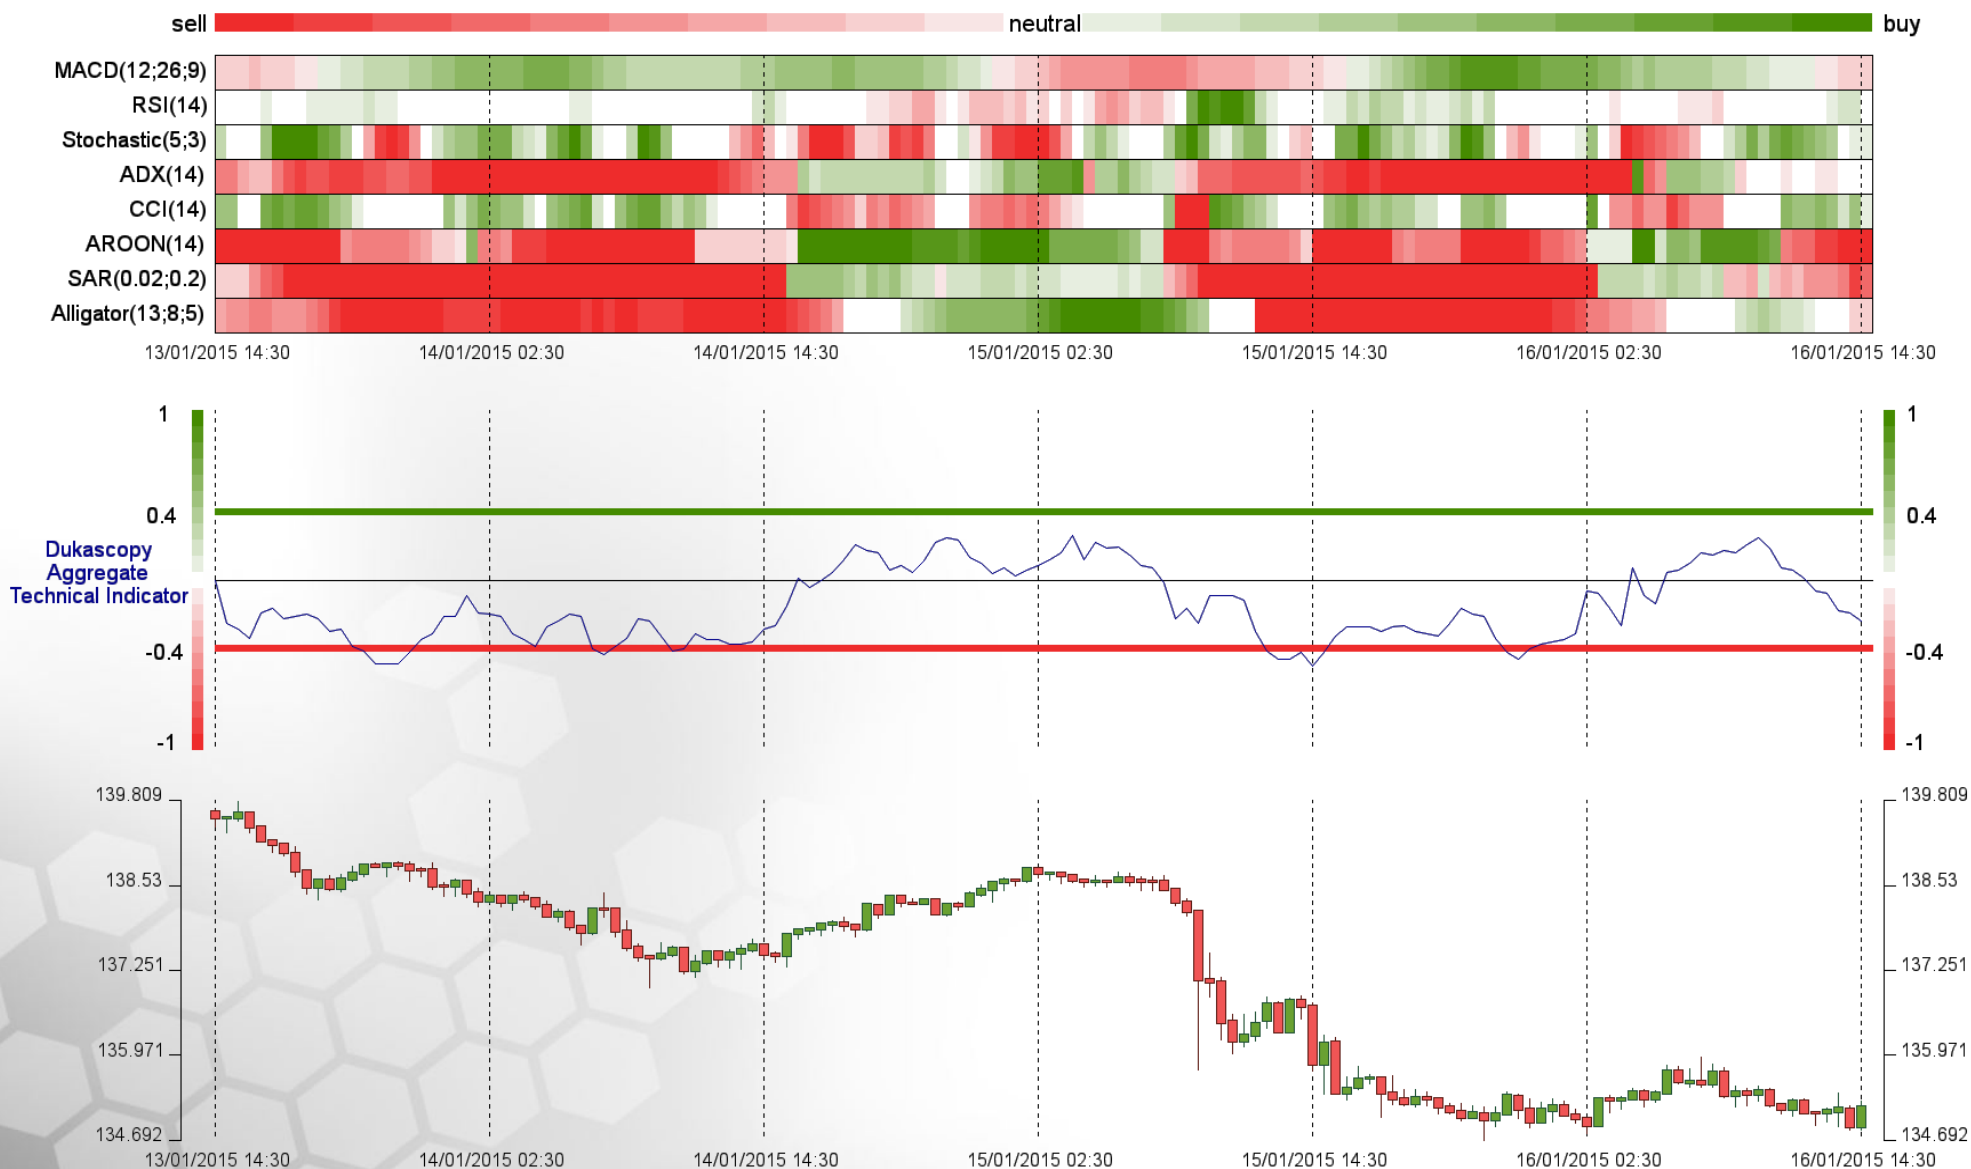 sell neutral buy
MACD(12;26;9)
RSI(14)
Stochastic(5;3)
ADX(14)
CCI(14)
AROON(14)
SAR(0.02;0.2)
Alligator(13;8;5)
13/01/2015 14:30 14/01/2015 02:30 14/01/2015 14:30 15/01/2015 02:30 15/01/2015 14:30 16/01/2015 02:30 16/01/2015 14:30
1 1
0.4 0.4
Dukascopy
Aggregate
Technical Indicator
-0.4 -0.4
-1 -1
139.809 139.809
138.53 138.53
137.251 137.251
135.971 135.971
134.692 134.692
13/01/2015 14:30 14/01/2015 02:30 14/01/2015 14:30 15/01/2015 02:30 15/01/2015 14:30 16/01/2015 02:30 16/01/2015 14:30